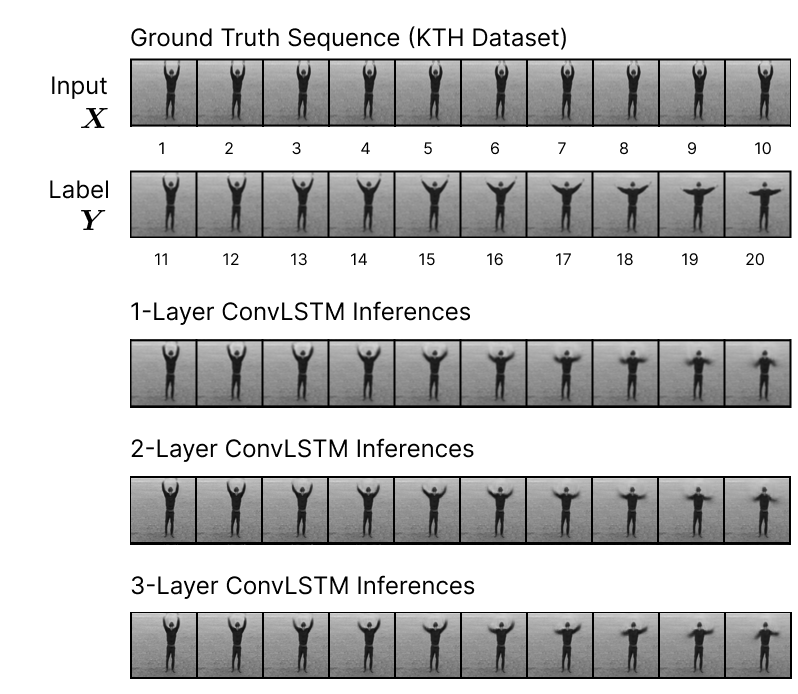 Ground Truth Sequence (KTH Dataset)
Input
X
1 2 3 4 5 6 7 8 9 10
Label
Y
11 12 13 14 15 16 17 18 19 20
1-Layer ConvLSTM Inferences
2-Layer ConvLSTM Inferences
3-Layer ConvLSTM Inferences